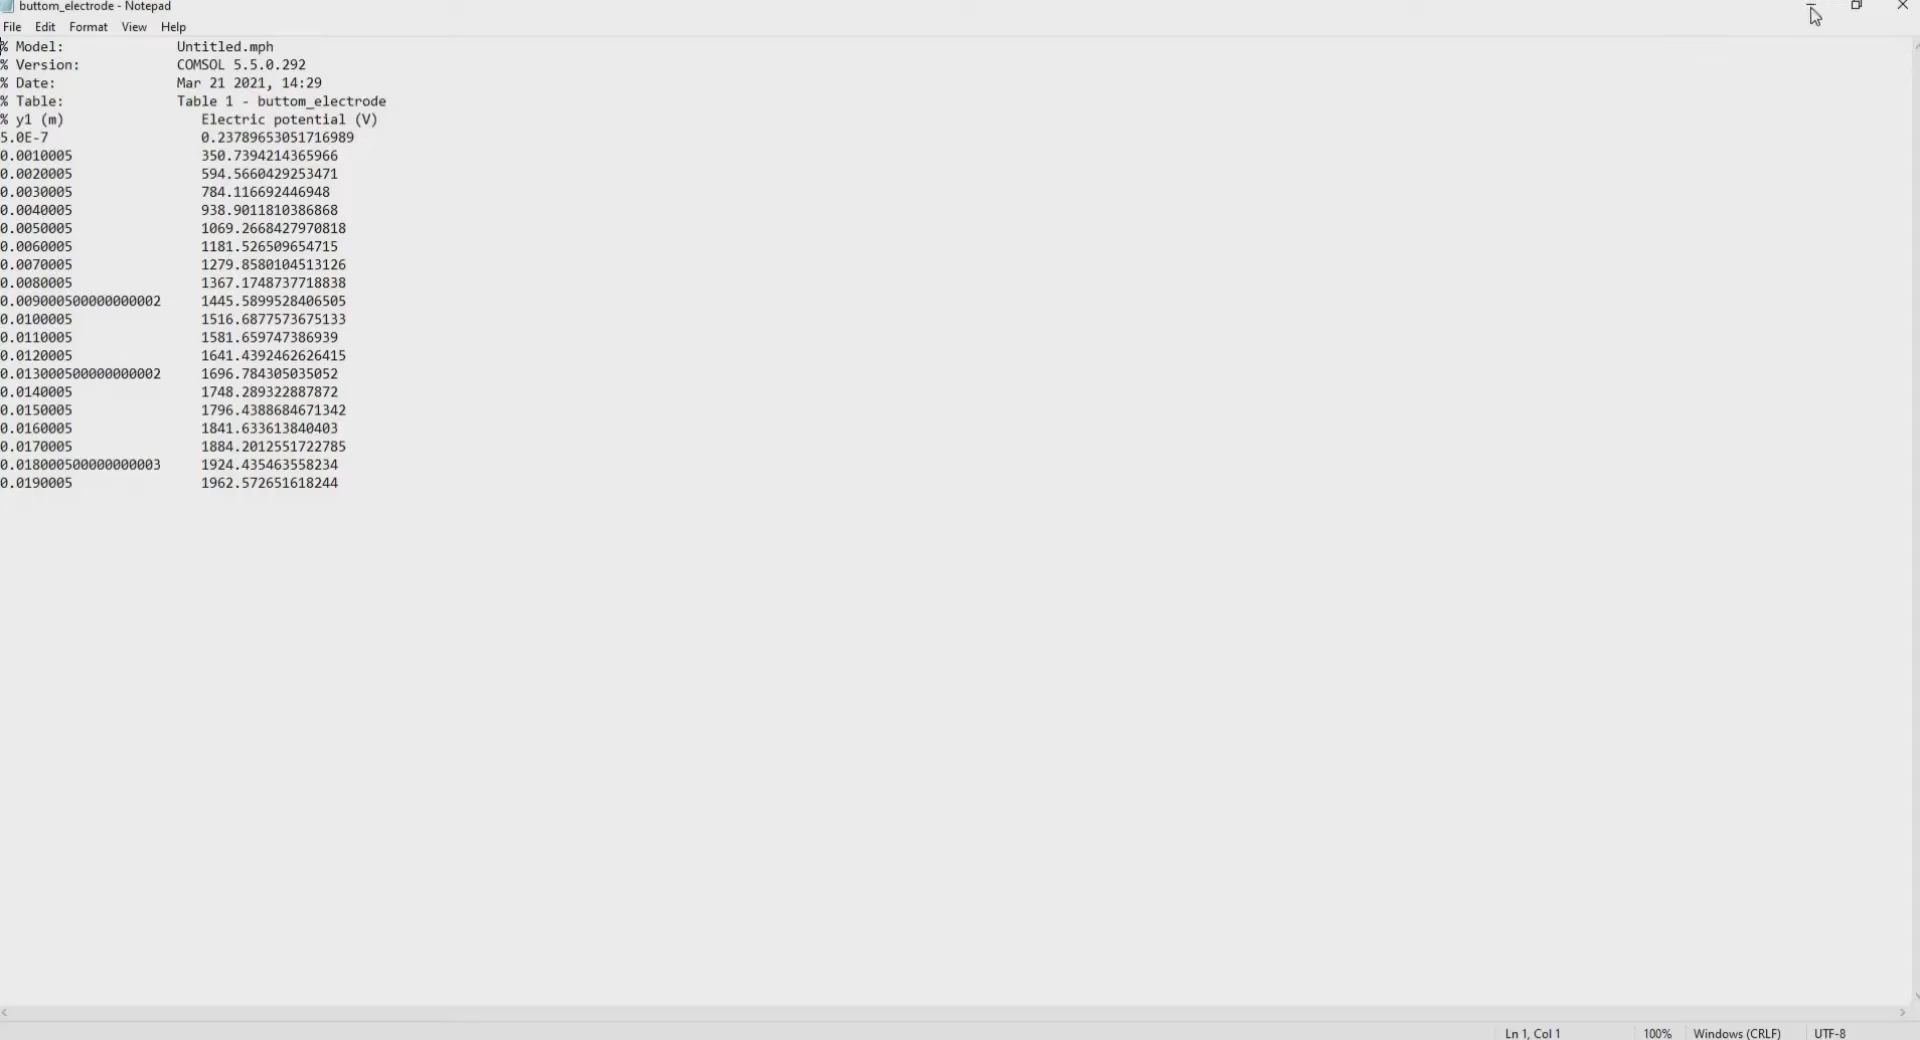 buttom_electrode - Notepad
File Edit Format View Help
% Model: Untitled.mph
% Version: COMSOL 5.5.0.292
% Date: Mar 21 2021, 14:29
% Table: Table 1 - buttom_electrode
% y1 (m) Electric potential (V)
5.0E-7 0.23789653051716989
0.0010005 350.7394214365966
0.0020005 594.5660429253471
0.0030005 784.116692446948
0.0040005 938.9011810386868
0.0050005 1069.2668427970818
0.0060005 1181.526509654715
0.0070005 1279.8580104513126
0.0080005 1367.1748737718838
0.009000500000000002 1445.5899528406505
0.0100005 1516.6877573675133
0.0110005 1581.659747386939
0.0120005 1641.4392462626415
0.013000500000000002 1696.784305035052
0.0140005 1748.289322887872
0.0150005 1796.4388684671342
0.0160005 1841.633613840403
0.0170005 1884.2012551722785
0.018000500000000003 1924.435463558234
0.0190005 1962.572651618244
Ln 1, Col 1 100% Windows (CRLF) UTF-8